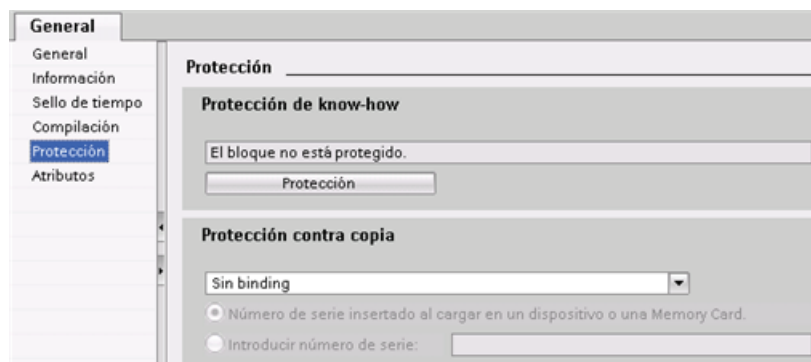 General
General
Información
Sello de tiempo
Compilación
Protección
Atributos
Protección
Protección de know-how
El bloque no está protegido.
Protección
Protección contra copia
Sin binding
Número de serie insertado al cargar en un dispositivo o una Memory Card.
Introducir número de serie: